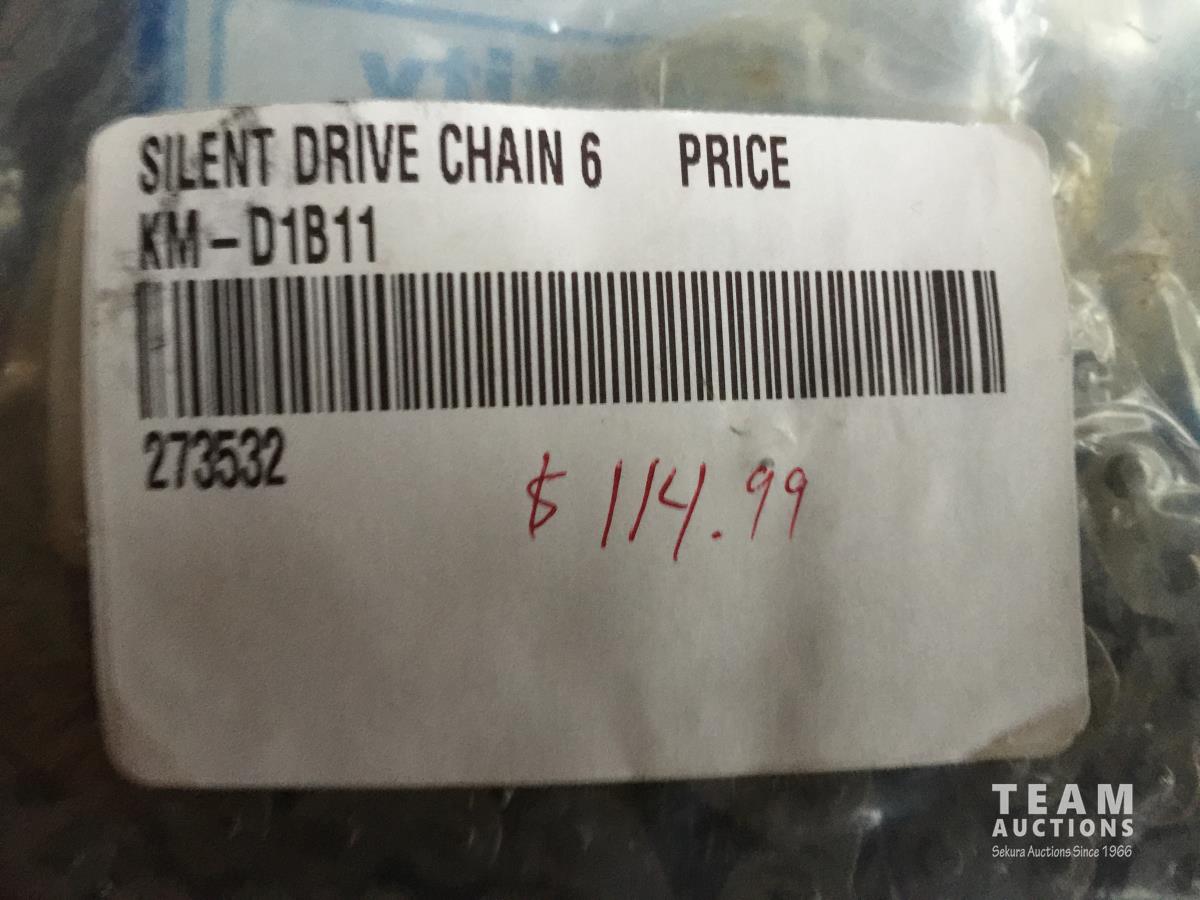 SILENT DRIVE CHAIN 6 PRICE
KM-D1B11
273532
$ 114.99
TEAM
AUCTIONS
Sekura Auctions Since 1966